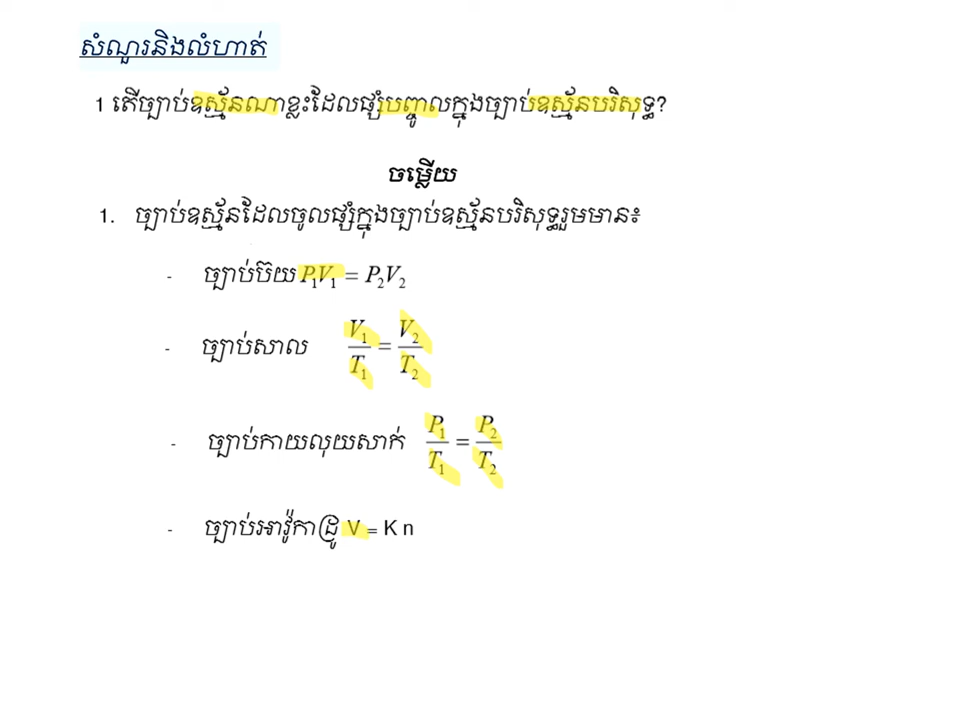 សំណួរនិងលំហាត់
1 តើច្បាប់ឧស្ម័នណាខ្លះដែលផ្សំបញ្ចូលក្នុងច្បាប់ឧស្ម័នបរិសុទ្ធ?
ចម្លើយ
1. ច្បាប់ឧស្ម័នដែលចូលផ្សំក្នុងច្បាប់ឧស្ម័នបរិសុទ្ធរួមមាន៖
- ច្បាប់ប៊យ P₁V₁ = P₂V₂
- ច្បាប់សាល V₁/T₁ = V₂/T₂
- ច្បាប់កាយលុយសាក់ P₁/T₁ = P₂/T₂
- ច្បាប់អាវ៉ូកាដ្រូ V = K n